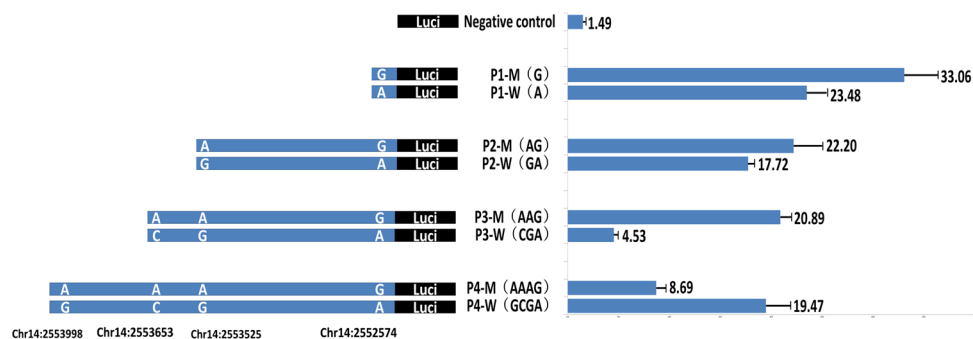 Luci Negative control 1.49
G Luci P1-M（G） 33.06
A Luci P1-W（A） 23.48
A G Luci P2-M（AG） 22.20
G A Luci P2-W（GA） 17.72
A A G Luci P3-M（AAG） 20.89
C G A Luci P3-W（CGA） 4.53
A A A G Luci P4-M（AAAG） 8.69
G C G A Luci P4-W（GCGA） 19.47
Chr14:2553998 Chr14:2553653 Chr14:2553525 Chr14:2552574